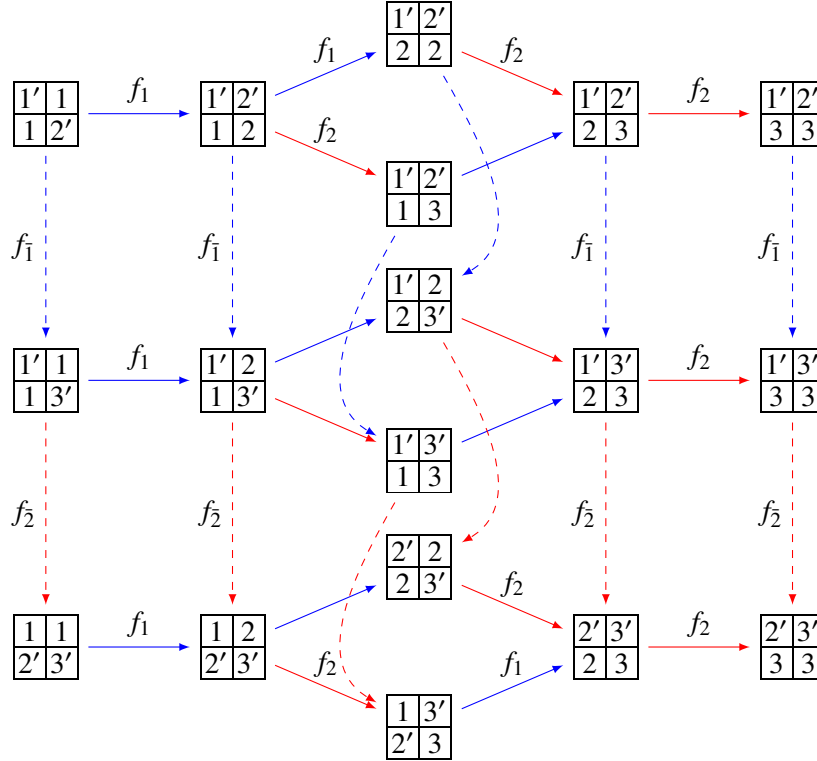 1′ 2′
f₁ 2 2 f₂
1′ 1 f₁ 1′ 2′ 1′ 2′ f₂ 1′ 2′
1 2′ 1 2 f₂ 2 3 3 3
1′ 2′
1 3
f₁̄ f₁̄ f₁̄ f₁̄
1′ 2
2 3′
1′ 1 f₁ 1′ 2 1′ 3′ f₂ 1′ 3′
1 3′ 1 3′ 2 3 3 3
1′ 3′
1 3
f₂̄ f₂̄ f₂̄ f₂̄
2′ 2
2 3′ f₂
1 1 f₁ 1 2 2′ 3′ f₂ 2′ 3′
2′ 3′ 2′ 3′ f₂ f₁ 2 3 3 3
1 3′
2′ 3